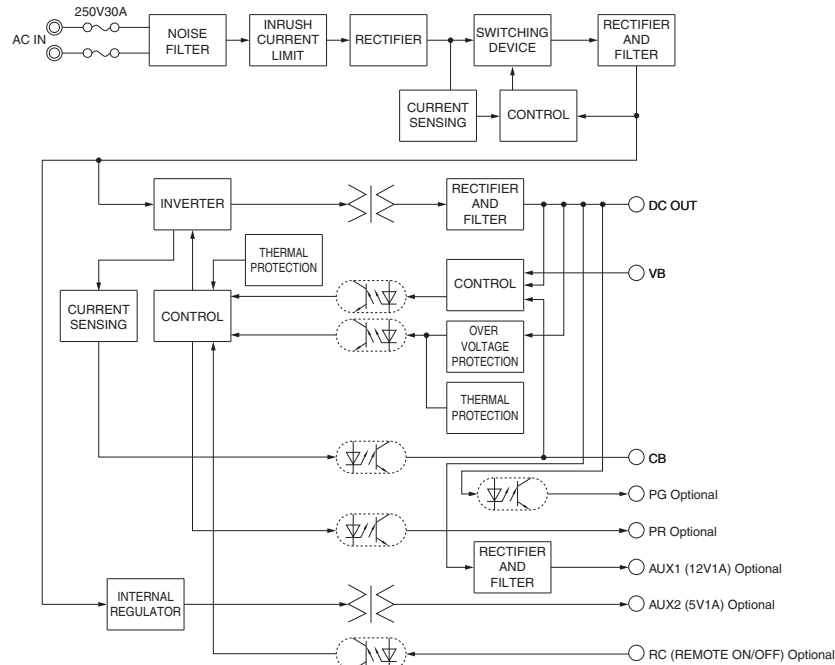 250V30A
AC IN
NOISE
FILTER
INRUSH
CURRENT
LIMIT
RECTIFIER
SWITCHING
DEVICE
RECTIFIER
AND
FILTER
CURRENT
SENSING
CONTROL
INVERTER
RECTIFIER
AND
FILTER
DC OUT
THERMAL
PROTECTION
CONTROL
VB
CURRENT
SENSING
CONTROL
OVER
VOLTAGE
PROTECTION
THERMAL
PROTECTION
CB
PG Optional
PR Optional
RECTIFIER
AND
FILTER
AUX1 (12V1A) Optional
INTERNAL
REGULATOR
AUX2 (5V1A) Optional
RC (REMOTE ON/OFF) Optional